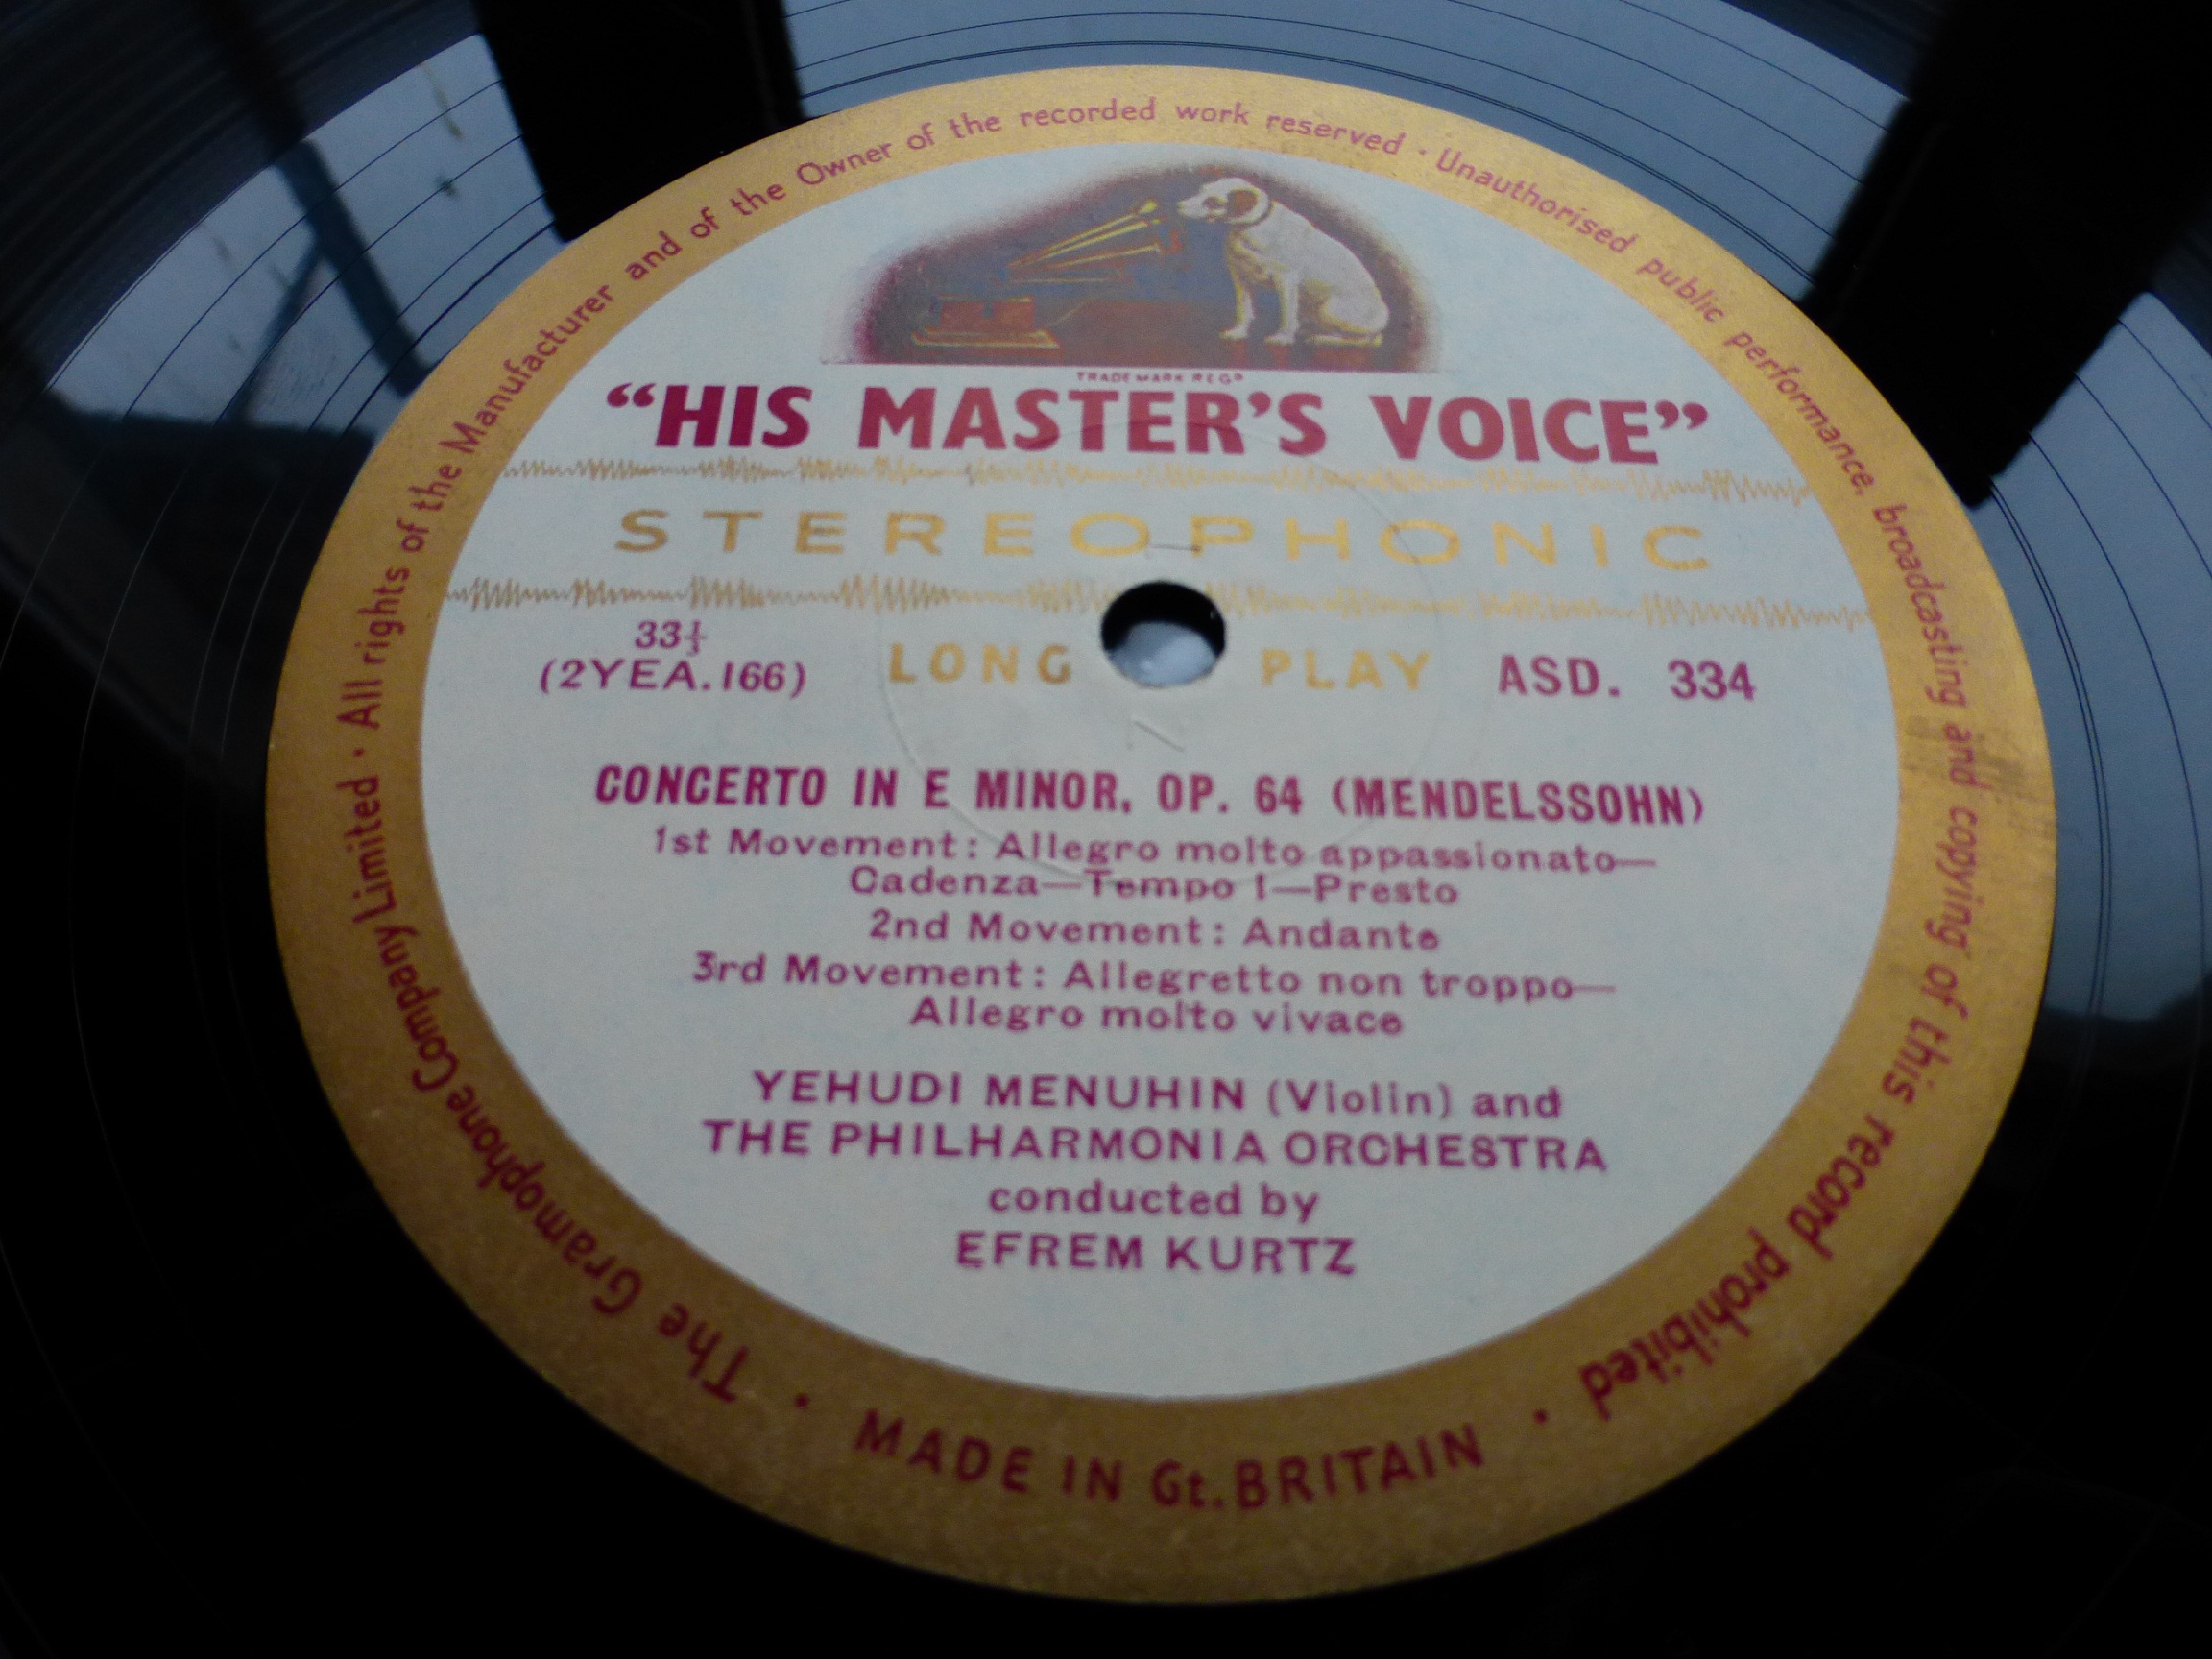 The Gramophone Company Limited · All rights of the Manufacturer and of the Owner of the recorded work reserved · Unauthorised public performance, broadcasting and copying of this record prohibited ·
TRADE MARK REGD
“HIS MASTER'S VOICE”
STEREOPHONIC
33⅓
(2YEA.166)
LONG PLAY
ASD. 334
CONCERTO IN E MINOR, OP. 64 (MENDELSSOHN)
1st Movement: Allegro molto appassionato—
Cadenza—Tempo I—Presto
2nd Movement: Andante
3rd Movement: Allegretto non troppo—
Allegro molto vivace
YEHUDI MENUHIN (Violin) and
THE PHILHARMONIA ORCHESTRA
conducted by
EFREM KURTZ
MADE IN Gt. BRITAIN ·